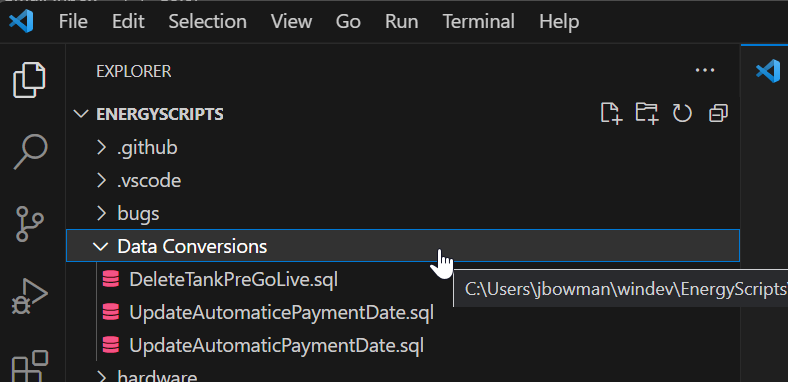 File Edit Selection View Go Run Terminal Help
EXPLORER
ENERGYSCRIPTS
.github
.vscode
bugs
Data Conversions
DeleteTankPreGoLive.sql
C:\Users\jbowman\windev\EnergyScripts\
UpdateAutomaticePaymentDate.sql
UpdateAutomaticPaymentDate.sql
hardware